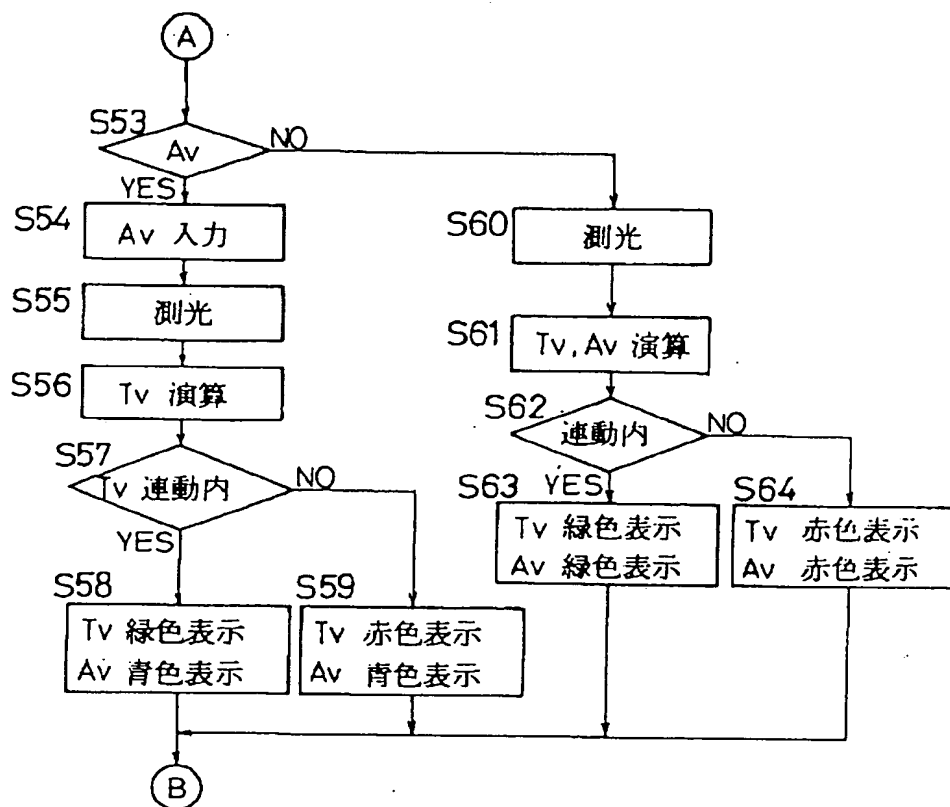 A
S53
Av
NO
YES
S54
Av 入力
S55
測光
S56
Tv 演算
S57
Tv 連動内
NO
YES
S58
Tv 緑色表示
Av 青色表示
S59
Tv 赤色表示
Av 青色表示
S60
測光
S61
Tv, Av 演算
S62
連動内
NO
YES
S63
Tv 緑色表示
Av 緑色表示
S64
Tv 赤色表示
Av 赤色表示
B